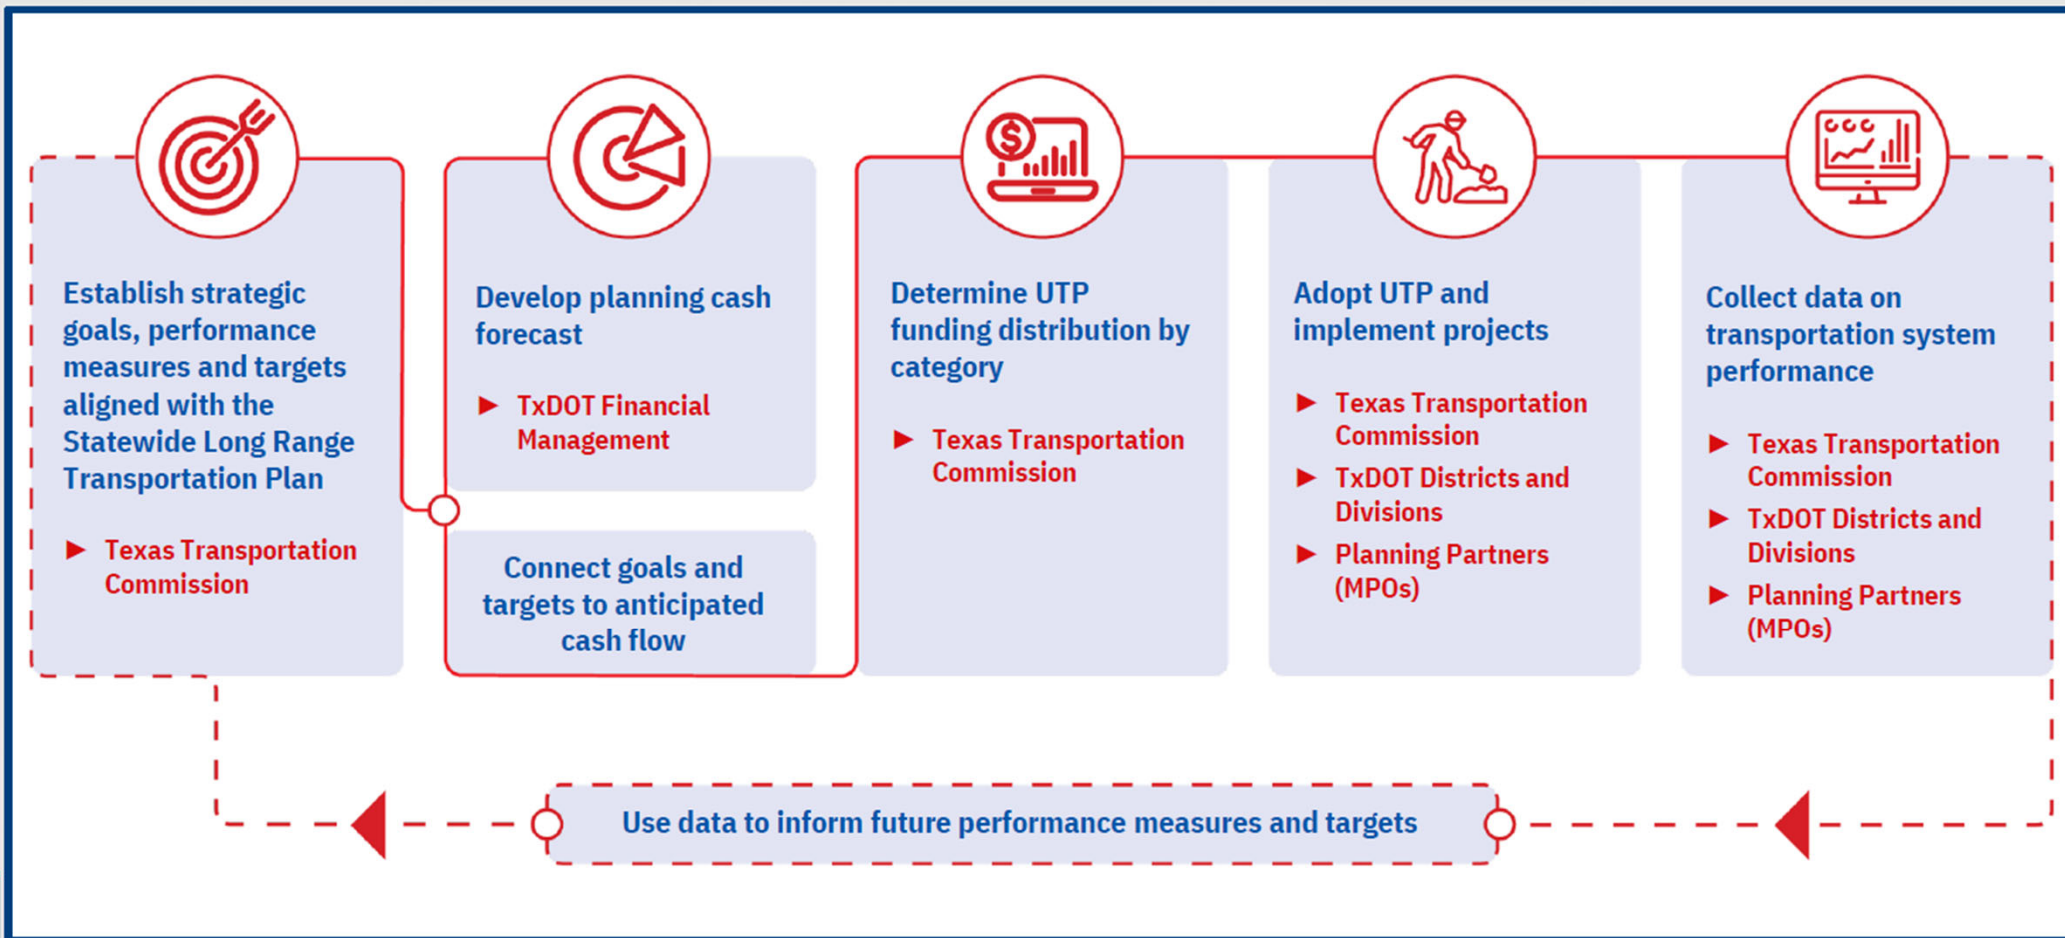 Establish strategic
goals, performance
measures and targets
aligned with the
Statewide Long Range
Transportation Plan
► Texas Transportation
Commission
Develop planning cash
forecast
► TxDOT Financial
Management
Connect goals and
targets to anticipated
cash flow
Determine UTP
funding distribution by
category
► Texas Transportation
Commission
Adopt UTP and
implement projects
► Texas Transportation
Commission
► TxDOT Districts and
Divisions
► Planning Partners
(MPOs)
Collect data on
transportation system
performance
► Texas Transportation
Commission
► TxDOT Districts and
Divisions
► Planning Partners
(MPOs)
Use data to inform future performance measures and targets